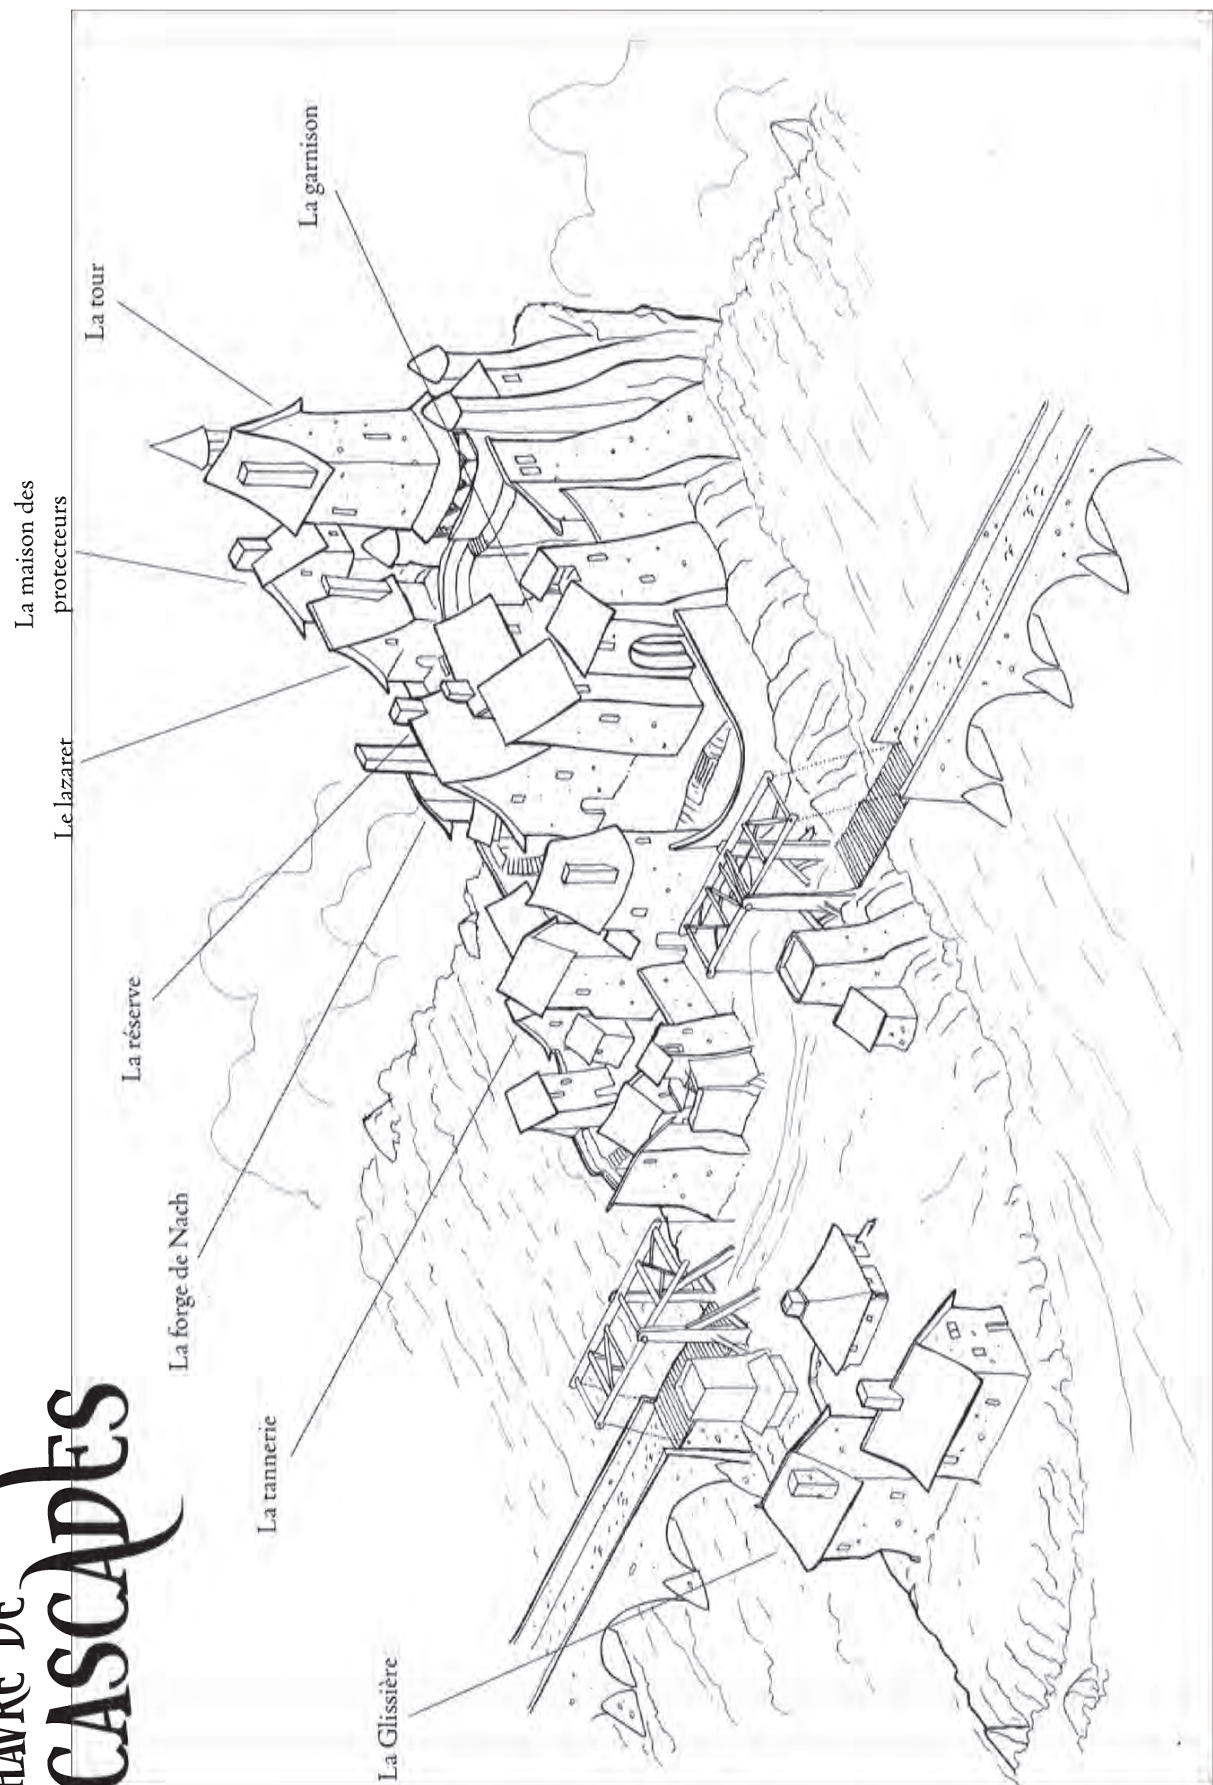 HAVRE DE
CASCADES
La Glissière
La tannerie
La forge de Nach
La réserve
Le lazaret
La maison des
protecteurs
La tour
La garnison